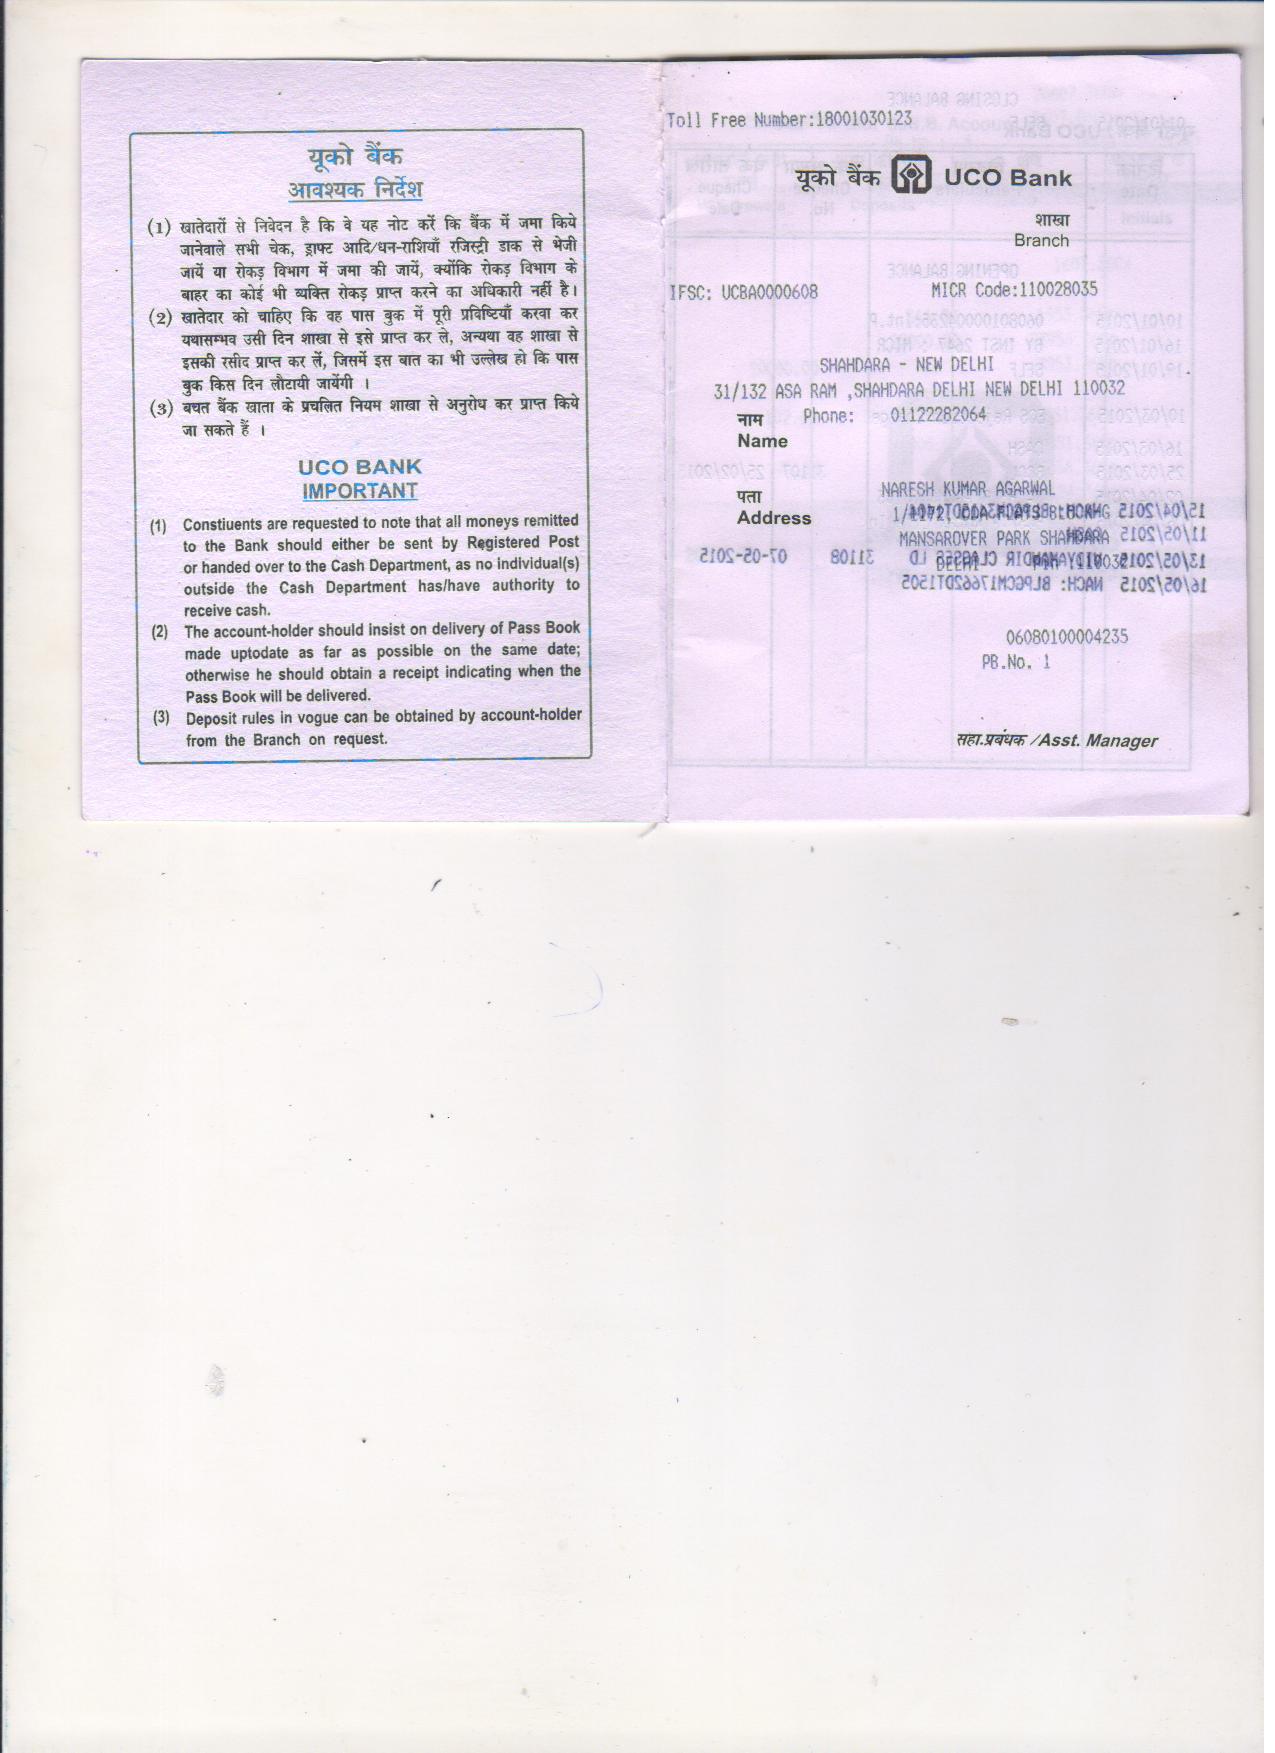 यूको बैंक
आवश्यक निर्देश
(1) खातेदारों से निवेदन है कि वे यह नोट करें कि बैंक में जमा किये
जानेवाले सभी चेक, ड्राफ्ट आदि/धन-राशियाँ रजिस्ट्री डाक से भेजी
जायें या रोकड़ विभाग में जमा की जायें, क्योंकि रोकड़ विभाग के
बाहर का कोई भी व्यक्ति रोकड़ प्राप्त करने का अधिकारी नहीं है।
(2) खातेदार को चाहिए कि वह पास बुक में पूरी प्रविष्टियाँ करवा कर
यथासम्भव उसी दिन शाखा से इसे प्राप्त कर ले, अन्यथा वह शाखा से
इसकी रसीद प्राप्त कर लें, जिसमें इस बात का भी उल्लेख हो कि पास
बुक किस दिन लौटायी जायेंगी ।
(3) बचत बैंक खाता के प्रचलित नियम शाखा से अनुरोध कर प्राप्त किये
जा सकते हैं ।
UCO BANK
IMPORTANT
(1) Constiuents are requested to note that all moneys remitted
to the Bank should either be sent by Registered Post
or handed over to the Cash Department, as no individual(s)
outside the Cash Department has/have authority to
receive cash.
(2) The account-holder should insist on delivery of Pass Book
made uptodate as far as possible on the same date;
otherwise he should obtain a receipt indicating when the
Pass Book will be delivered.
(3) Deposit rules in vogue can be obtained by account-holder
from the Branch on request.
Toll Free Number:18001030123
यूको बैंक UCO Bank
शाखा
Branch
IFSC: UCBA0000608 MICR Code:110028035
SHAHDARA - NEW DELHI
31/132 ASA RAM ,SHAHDARA DELHI NEW DELHI 110032
नाम Phone: 01122282064
Name
NARESH KUMAR AGARWAL
पता
Address
MANSAROVER PARK SHAHDARA
DELHI
06080100004235
PB.No. 1
सहा.प्रबंधक /Asst. Manager